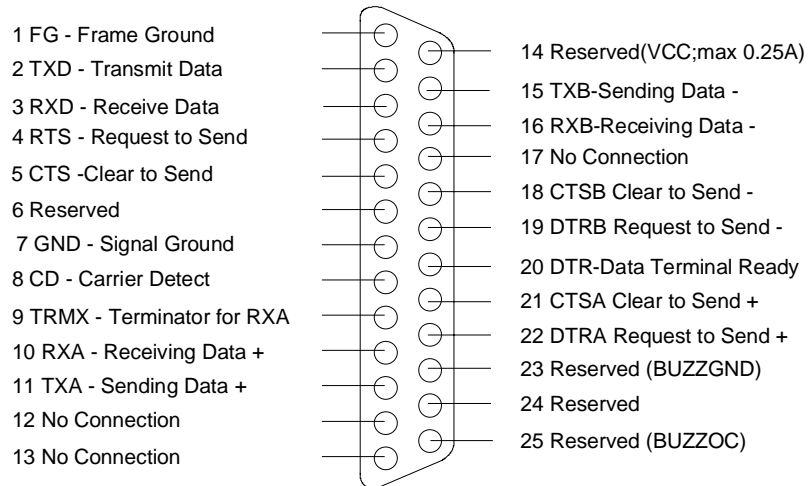 1 FG - Frame Ground
2 TXD - Transmit Data
3 RXD - Receive Data
4 RTS - Request to Send
5 CTS -Clear to Send
6 Reserved
7 GND - Signal Ground
8 CD - Carrier Detect
9 TRMX - Terminator for RXA
10 RXA - Receiving Data +
11 TXA - Sending Data +
12 No Connection
13 No Connection
14 Reserved(VCC;max 0.25A)
15 TXB-Sending Data -
16 RXB-Receiving Data -
17 No Connection
18 CTSB Clear to Send -
19 DTRB Request to Send -
20 DTR-Data Terminal Ready
21 CTSA Clear to Send +
22 DTRA Request to Send +
23 Reserved (BUZZGND)
24 Reserved
25 Reserved (BUZZOC)